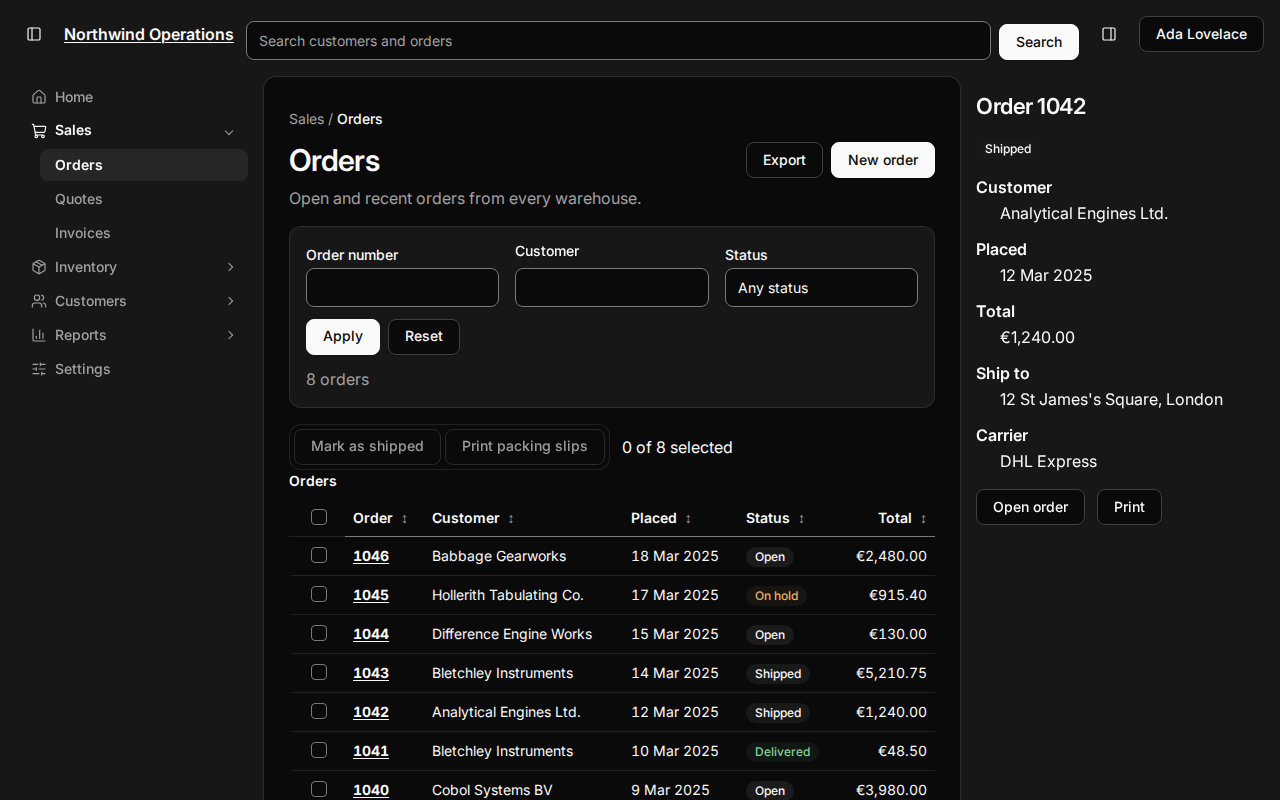 Northwind Operations
Search customers and orders
Search
Ada Lovelace
Home
Sales
Orders
Quotes
Invoices
Inventory
Customers
Reports
Settings
Sales / Orders
Orders
Export
New order
Open and recent orders from every warehouse.
Order number
Customer
Status
Any status
Apply
Reset
8 orders
Mark as shipped
Print packing slips
0 of 8 selected
Orders
Order ↕ Customer ↕ Placed ↕ Status ↕ Total ↕
1046 Babbage Gearworks 18 Mar 2025 Open €2,480.00
1045 Hollerith Tabulating Co. 17 Mar 2025 On hold €915.40
1044 Difference Engine Works 15 Mar 2025 Open €130.00
1043 Bletchley Instruments 14 Mar 2025 Shipped €5,210.75
1042 Analytical Engines Ltd. 12 Mar 2025 Shipped €1,240.00
1041 Bletchley Instruments 10 Mar 2025 Delivered €48.50
1040 Cobol Systems BV 9 Mar 2025 Open €3,980.00
Order 1042
Shipped
Customer
Analytical Engines Ltd.
Placed
12 Mar 2025
Total
€1,240.00
Ship to
12 St James's Square, London
Carrier
DHL Express
Open order
Print